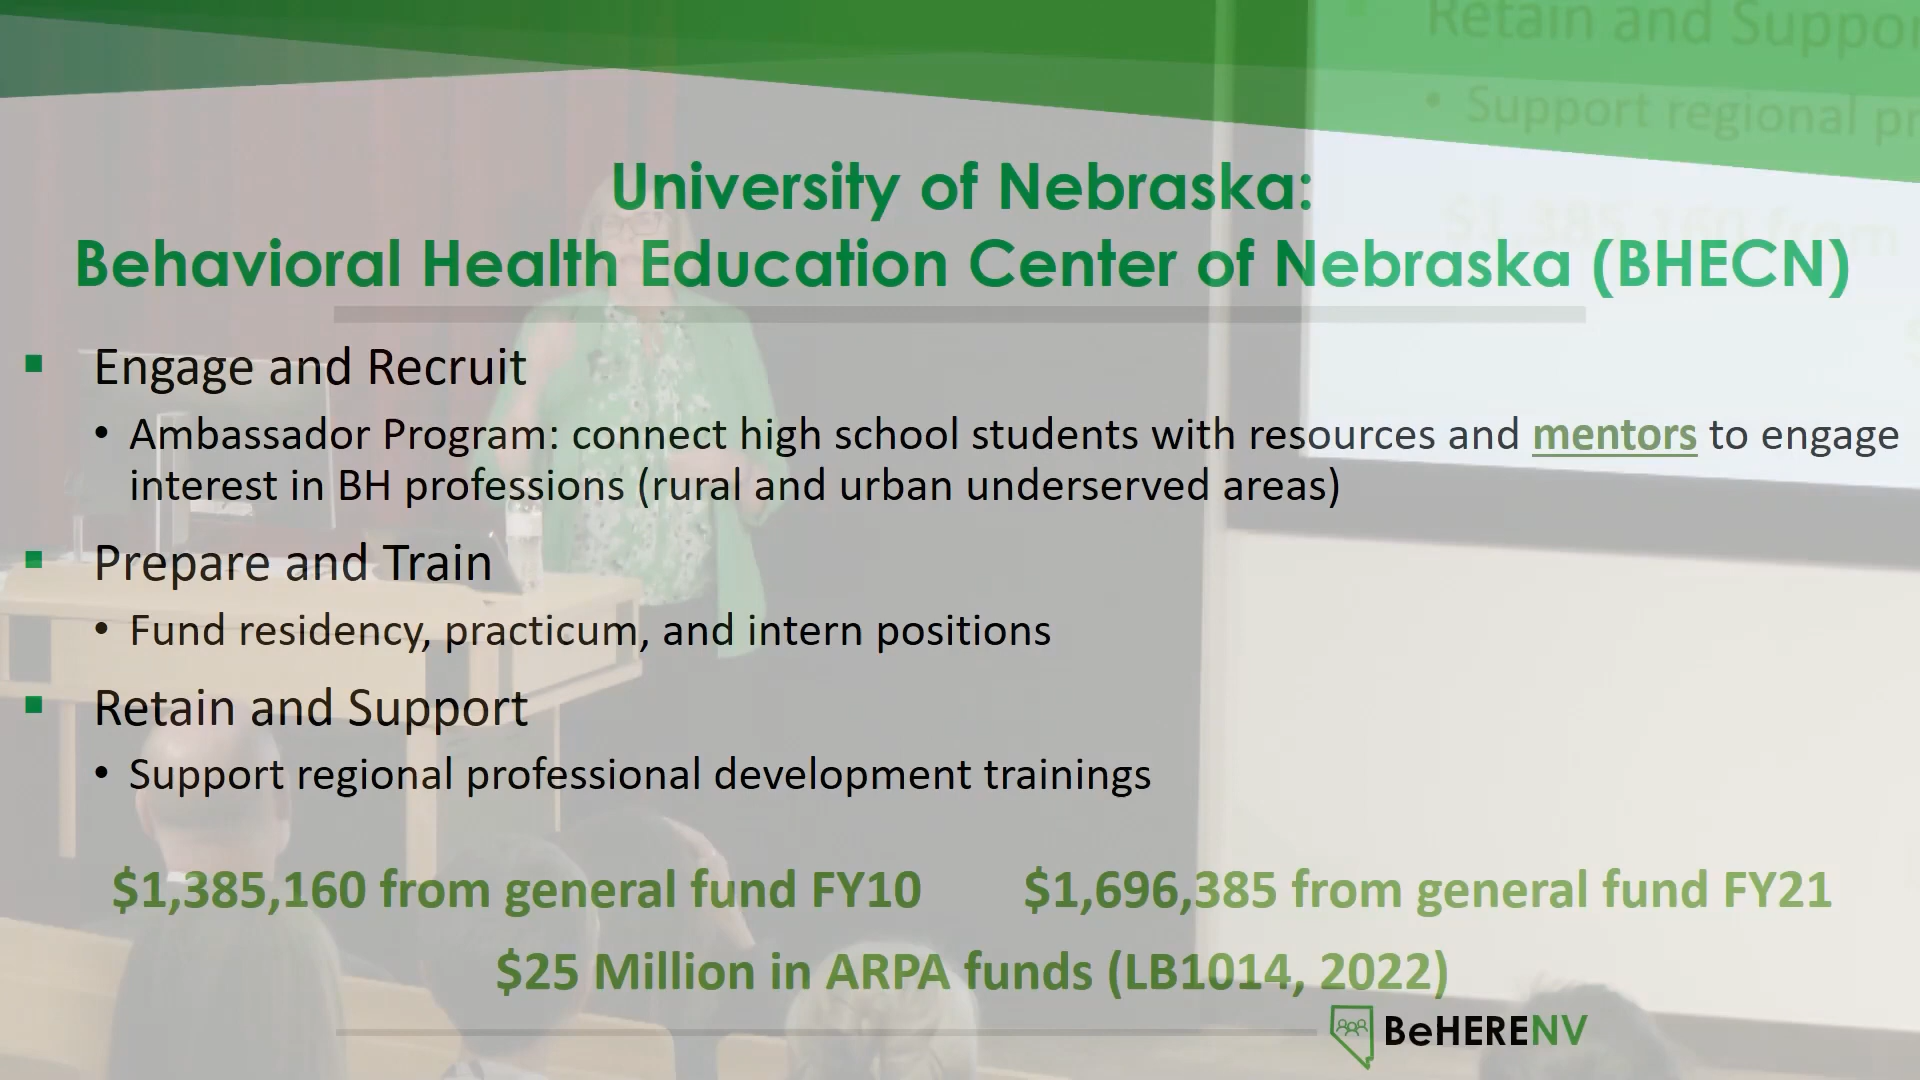 University of Nebraska:
Behavioral Health Education Center of Nebraska (BHECN)
Engage and Recruit
Ambassador Program: connect high school students with resources and mentors to engage
interest in BH professions (rural and urban underserved areas)
Prepare and Train
Fund residency, practicum, and intern positions
Retain and Support
Support regional professional development trainings
$1,385,160 from general fund FY10
$1,696,385 from general fund FY21
$25 Million in ARPA funds (LB1014, 2022)
BeHERENV
Retain and Suppor
Support regional pr
$1,385,160 from